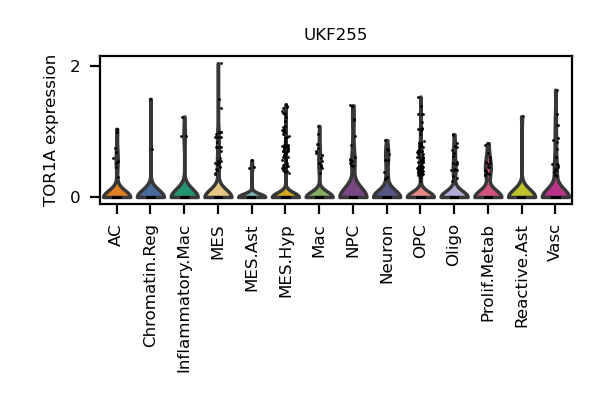 UKF255
TOR1A expression
2
0
AC
Chromatin.Reg
Inflammatory.Mac
MES
MES.Ast
MES.Hyp
Mac
NPC
Neuron
OPC
Oligo
Prolif.Metab
Reactive.Ast
Vasc